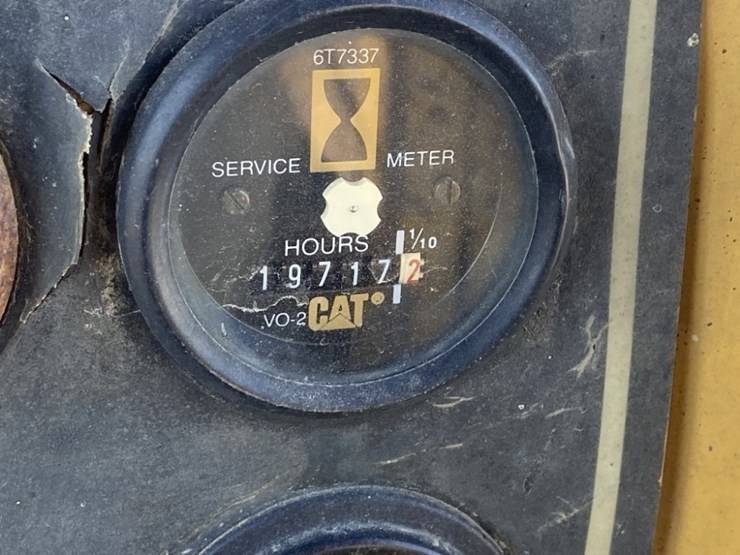 6T7337
SERVICE METER
HOURS 1/10
197172
VO-2 CAT®